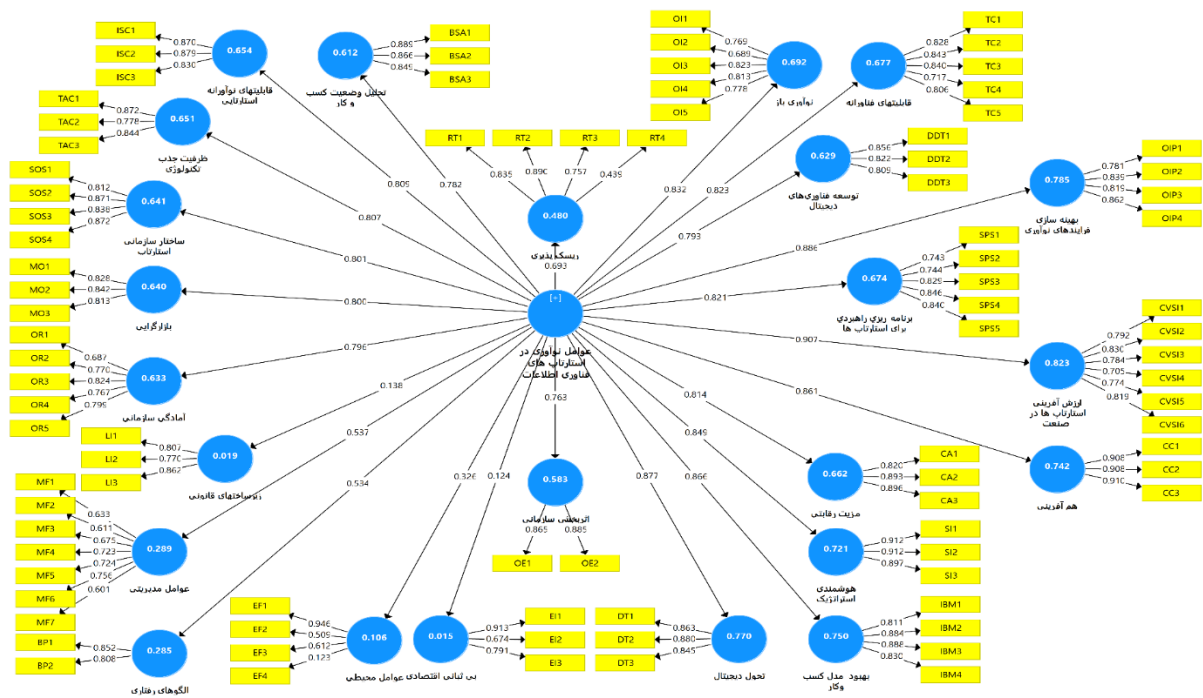 ISC1
ISC2
ISC3
0.870
0.879
0.830
0.654
قابلیتهای نوآورانه
استارتاپی
0.612
تحلیل وضعیت کسب
و کار
0.889
0.866
0.849
BSA1
BSA2
BSA3
OI1
OI2
OI3
OI4
OI5
0.769
0.689
0.823
0.813
0.778
0.692
نوآوری باز
0.677
قابلیتهای فناورانه
0.828
0.843
0.840
0.717
0.806
TC1
TC2
TC3
TC4
TC5
TAC1
TAC2
TAC3
0.872
0.778
0.844
0.651
ظرفیت جذب
تکنولوژی
RT1
RT2
RT3
RT4
0.835
0.890
0.757
0.439
0.480
ریسک پذیری
0.693
0.629
توسعه فناوری‌های
دیجیتال
0.856
0.822
0.809
DDT1
DDT2
DDT3
0.785
بهینه سازی
فرایندهای نوآوری
0.781
0.839
0.819
0.862
OIP1
OIP2
OIP3
OIP4
SOS1
SOS2
SOS3
SOS4
0.812
0.871
0.838
0.872
0.641
ساختار سازمانی
استارتاپ
0.809
0.782
0.832
0.823
0.793
0.807
0.801
0.886
0.674
برنامه ریزی راهبردی
برای استارتاپ ها
0.743
0.744
0.829
0.846
0.840
SPS1
SPS2
SPS3
SPS4
SPS5
MO1
MO2
MO3
0.828
0.842
0.813
0.640
بازارگرایی
0.800
[+]
عوامل نوآوری در
استارتاپ های
فناوری اطلاعات
0.821
0.907
0.823
ارزش آفرینی
استارتاپ ها در
صنعت
0.792
0.830
0.784
0.705
0.774
0.819
CVSI1
CVSI2
CVSI3
CVSI4
CVSI5
CVSI6
OR1
OR2
OR3
OR4
OR5
0.687
0.770
0.824
0.767
0.799
0.633
آمادگی سازمانی
0.796
0.138
0.763
0.814
0.861
LI1
LI2
LI3
0.807
0.770
0.862
0.019
زیرساختهای قانونی
0.537
0.534
0.326
0.124
0.849
0.877
0.866
0.583
اثربخشی سازمانی
0.865
0.885
OE1
OE2
0.662
مزیت رقابتی
0.820
0.893
0.896
CA1
CA2
CA3
0.742
هم آفرینی
0.908
0.908
0.910
CC1
CC2
CC3
MF1
MF2
MF3
MF4
MF5
MF6
MF7
0.633
0.611
0.675
0.723
0.724
0.756
0.601
0.289
عوامل مدیریتی
0.721
هوشمندی
استراتژیک
0.912
0.912
0.897
SI1
SI2
SI3
BP1
BP2
0.852
0.808
0.285
الگوهای رفتاری
EF1
EF2
EF3
EF4
0.946
0.509
0.612
0.123
0.106
عوامل محیطی
0.015
بی ثباتی اقتصادی
0.913
0.674
0.791
EI1
EI2
EI3
DT1
DT2
DT3
0.863
0.880
0.845
0.770
تحول دیجیتال
0.750
بهبود مدل کسب
وکار
0.811
0.884
0.888
0.830
IBM1
IBM2
IBM3
IBM4